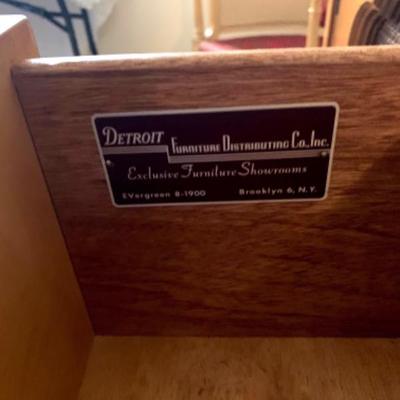 DETROIT FURNITURE DISTRIBUTING CO., INC.
Exclusive Furniture Showrooms
EVergreen 8-1900 Brooklyn 6, N.Y.